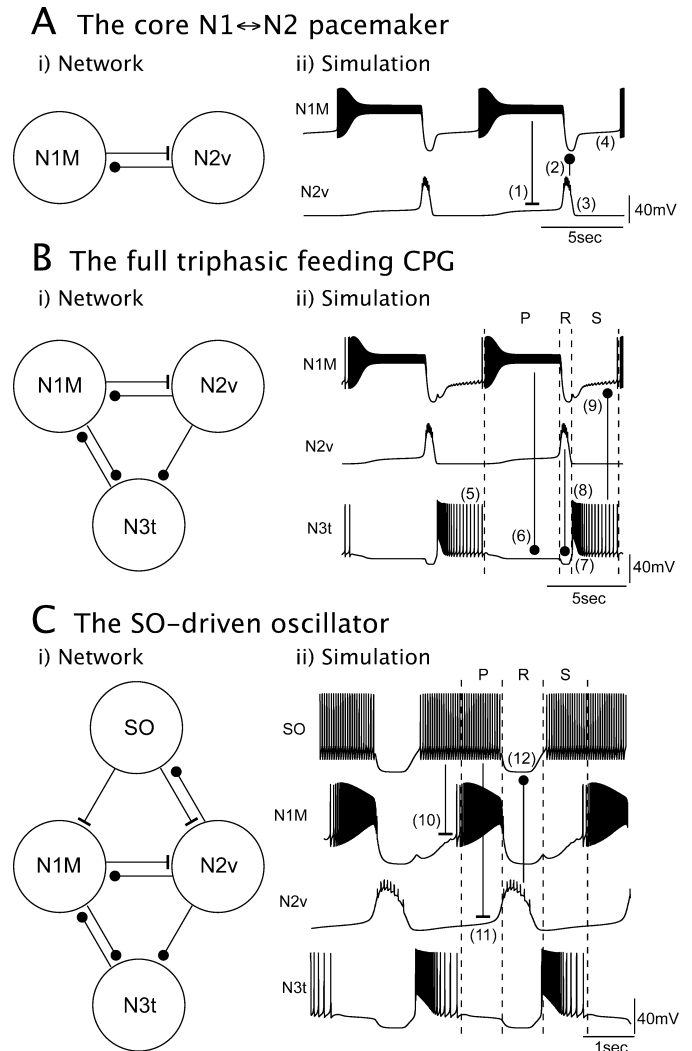 A The core N1↔N2 pacemaker
i) Network
ii) Simulation
N1M
N2v
N1M
N2v
(1)
(2)
(3)
(4)
40mV
5sec
B The full triphasic feeding CPG
i) Network
ii) Simulation
P R S
N1M
N2v
N3t
N1M
N2v
N3t
(5)
(6)
(7)
(8)
(9)
40mV
5sec
C The SO-driven oscillator
i) Network
ii) Simulation
P R S
SO
N1M
N2v
N3t
SO
N1M
N2v
N3t
(10)
(11)
(12)
40mV
1sec